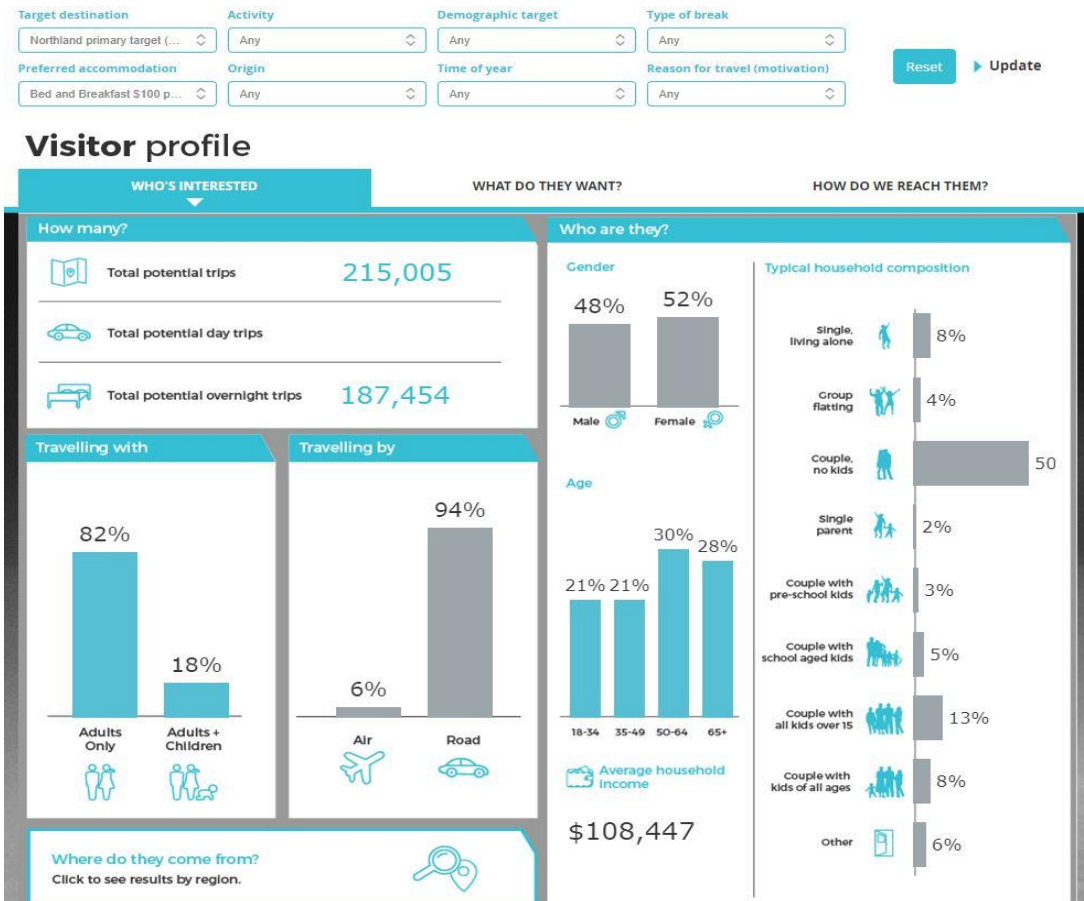 Target destination
Activity
Demographic target
Type of break
Northland primary target (...
Any
Any
Any
Preferred accommodation
Origin
Time of year
Reason for travel (motivation)
Bed and Breakfast $100 p...
Any
Any
Any
Reset
Update
Visitor profile
WHO'S INTERESTED
WHAT DO THEY WANT?
HOW DO WE REACH THEM?
How many?
Total potential trips
215,005
Total potential day trips
Total potential overnight trips
187,454
Travelling with
82%
18%
Adults
Only
Adults +
Children
Travelling by
94%
6%
Air
Road
Where do they come from?
Click to see results by region.
Who are they?
Gender
48%
52%
Male
Female
Age
21%
21%
30%
28%
18-34
35-49
50-64
65+
Average household
Income
$108,447
Typical household composition
Single,
living alone
8%
Group
flatting
4%
Couple,
no kids
50
Single
parent
2%
Couple with
pre-school kids
3%
Couple with
school aged kids
5%
Couple with
all kids over 15
13%
Couple with
kids of all ages
8%
Other
6%